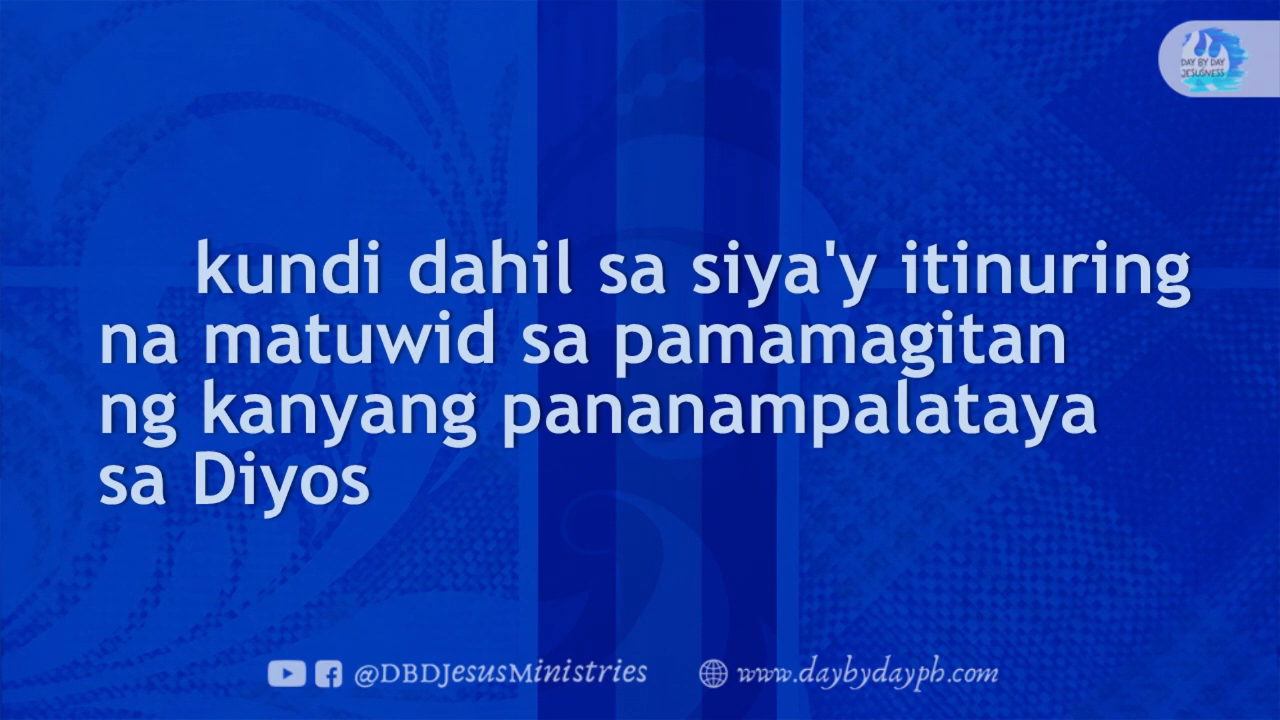 DAY BY DAY
JESUSNESS
kundi dahil sa siya'y itinuring
na matuwid sa pamamagitan
ng kanyang pananampalataya
sa Diyos
@DBDJesusMinistries
www.daybydayph.com